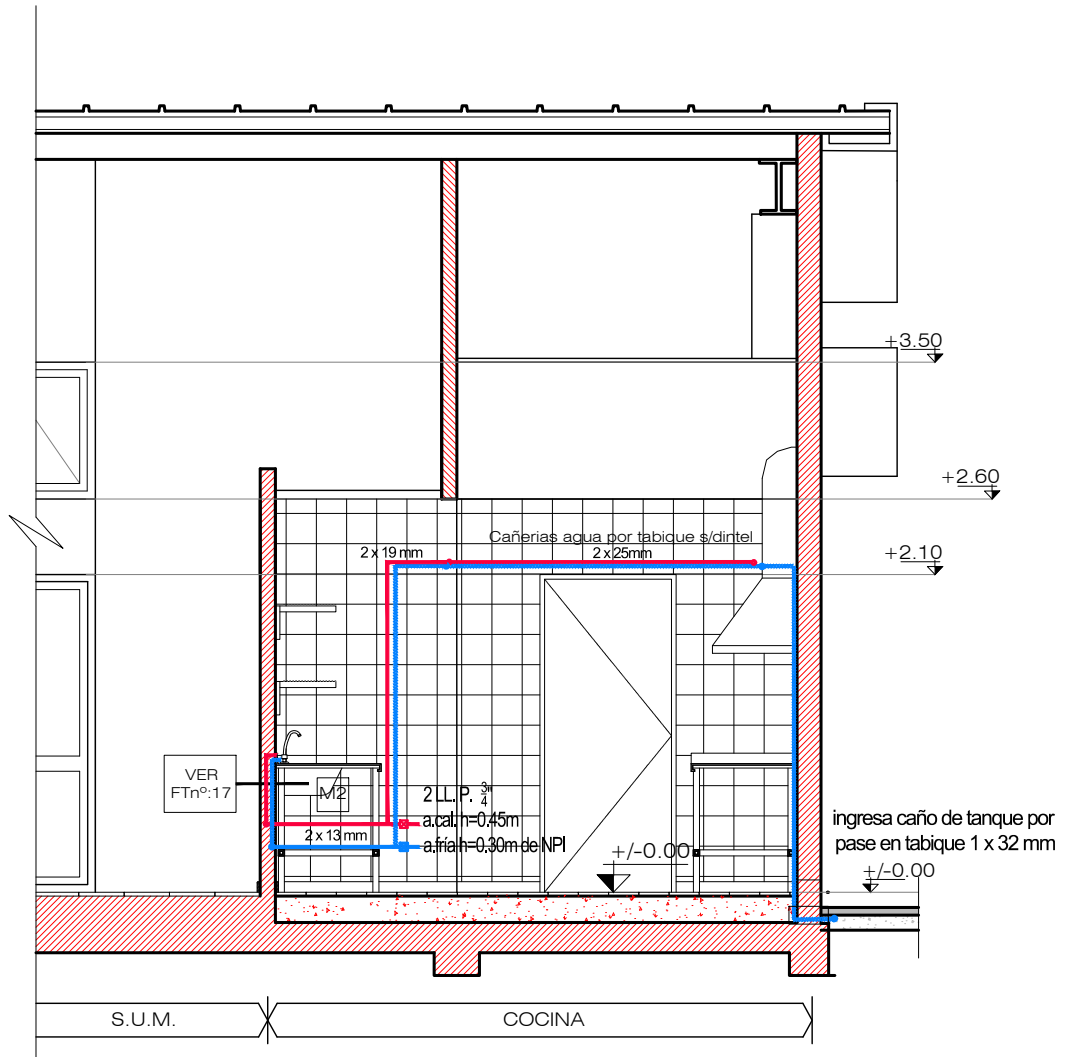 +3.50
+2.60
Cañerias agua por tabicue s/dintel
2 x 19 mm
2 x 25mm
+2.10
VER
FTnº:17
M2
2 LL. P. 3/4"
a.cal. h=0.45m
2 x 13 mm
a.fría h=0.30m de NPI
ingresa caño de tanque por
pase en tabique 1 x 32 mm
+/-0.00
+/-0.00
S.U.M.
COCINA